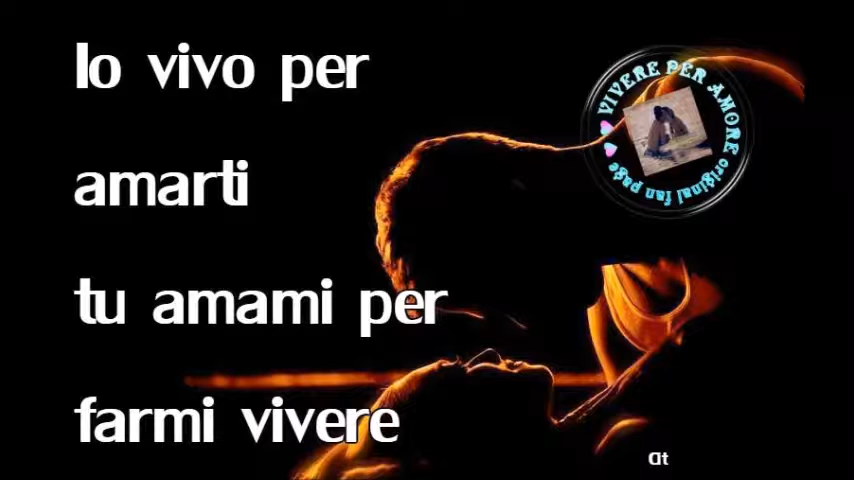 Io vivo per
amarti
tu amami per
farmi vivere
VIVERE PER AMORE original fan page
at